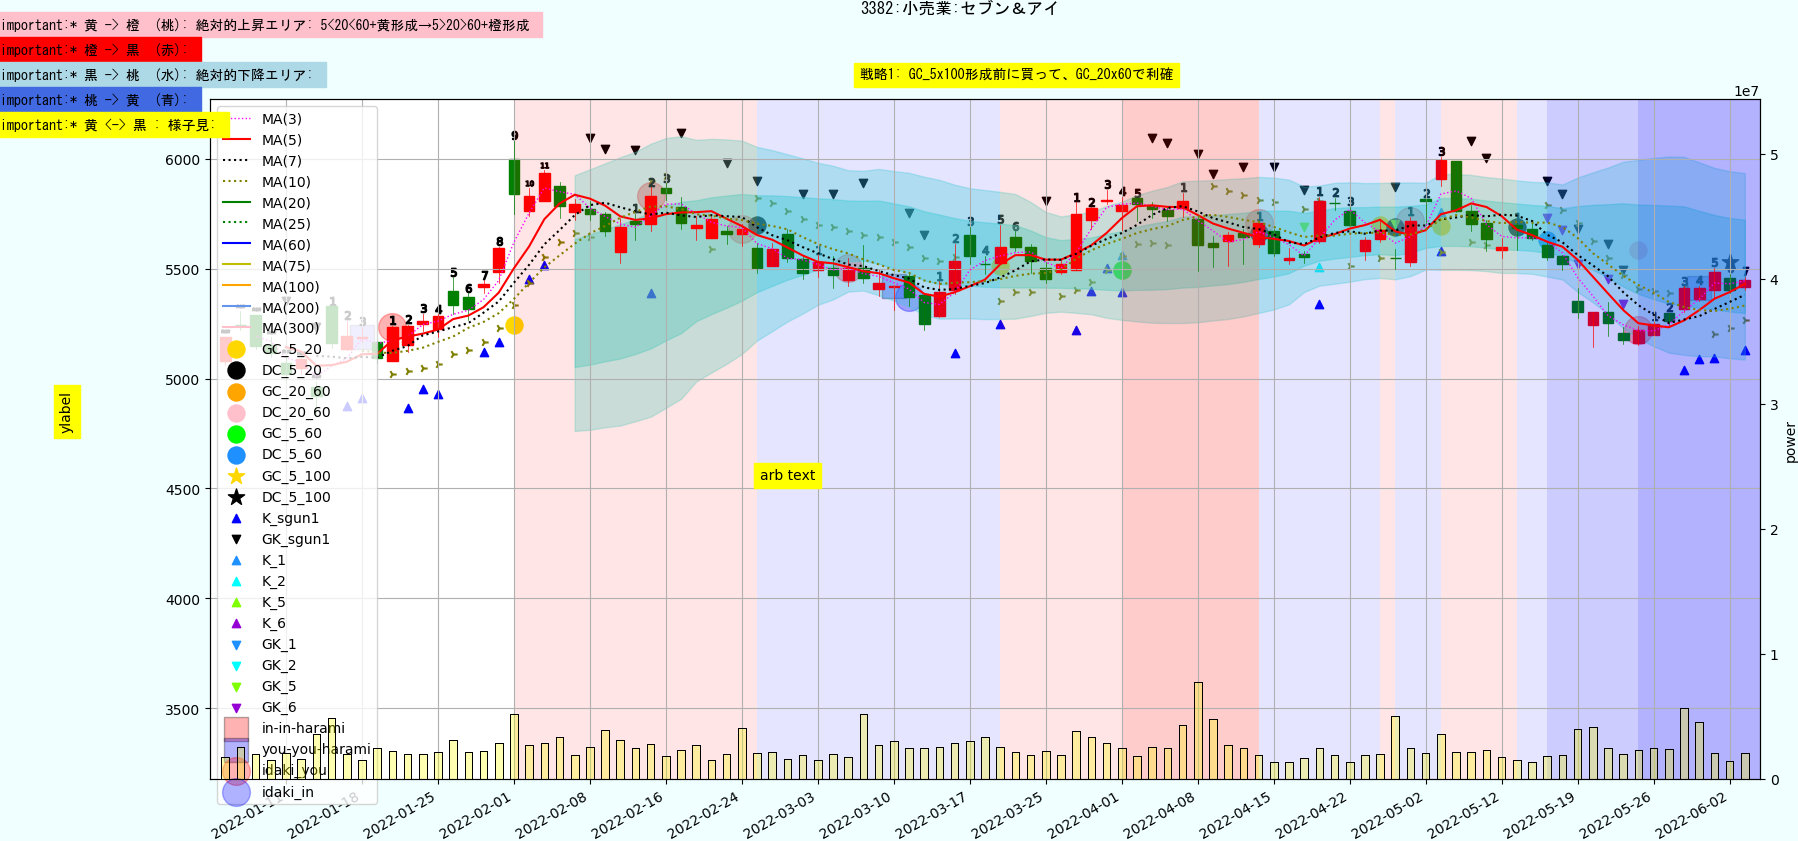 3382:小売業:セブン&アイ
important:* 黄 -> 橙 (桃): 絶対的上昇エリア: 5<20<60+黄形成→5>20>60+橙形成
important:* 橙 -> 黒 (赤):
important:* 黒 -> 桃 (水): 絶対的下降エリア:
戦略1: GC_5x100形成前に買って、GC_20x60で利確
important:* 桃 -> 黄 (青):
important:* 黄 <-> 黒 : 様子見:
1e7
MA(3)
MA(5)
MA(7)
MA(10)
MA(20)
MA(25)
MA(60)
MA(75)
MA(100)
MA(200)
MA(300)
GC_5_20
DC_5_20
GC_20_60
DC_20_60
GC_5_60
DC_5_60
GC_5_100
DC_5_100
K_sgun1
GK_sgun1
K_1
K_2
K_5
K_6
GK_1
GK_2
GK_5
GK_6
in-in-harami
you-you-harami
idaki_you
idaki_in
6000
5500
5000
4500
4000
3500
ylabel
arb text
5
4
3
2
1
0
power
2022-01-11
2022-01-18
2022-01-25
2022-02-01
2022-02-08
2022-02-16
2022-02-24
2022-03-03
2022-03-10
2022-03-17
2022-03-25
2022-04-01
2022-04-08
2022-04-15
2022-04-22
2022-05-02
2022-05-12
2022-05-19
2022-05-26
2022-06-02